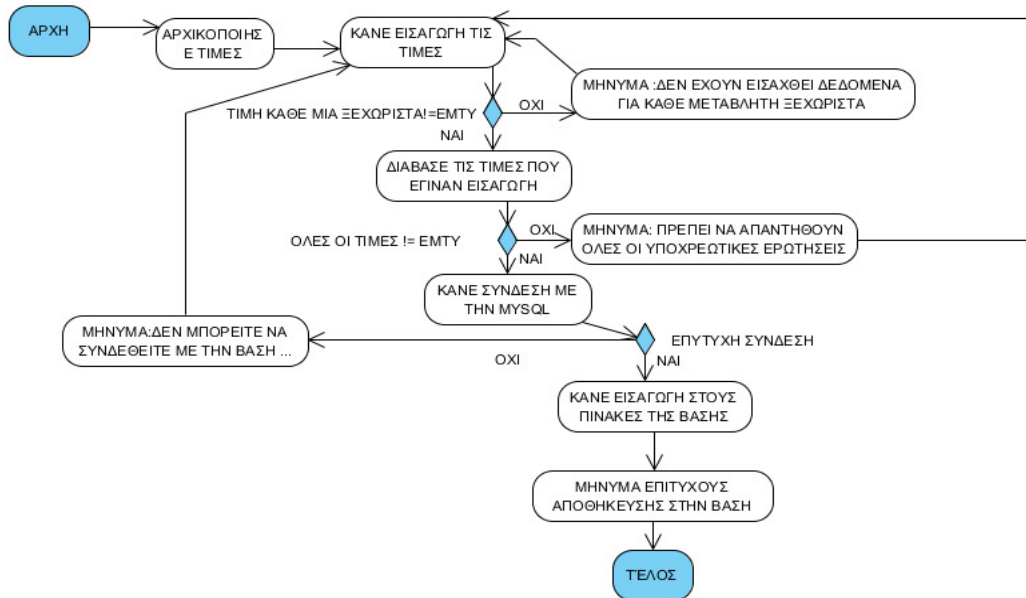 ΑΡΧΗ
ΑΡΧΙΚΟΠΟΙΗΣ
Ε ΤΙΜΕΣ
ΚΑΝΕ ΕΙΣΑΓΩΓΗ ΤΙΣ
ΤΙΜΕΣ
ΜΗΝΥΜΑ :ΔΕΝ ΕΧΟΥΝ ΕΙΣΑΧΘΕΙ ΔΕΔΟΜΕΝΑ
ΓΙΑ ΚΑΘΕ ΜΕΤΑΒΛΗΤΗ ΞΕΧΩΡΙΣΤΑ
ΤΙΜΗ ΚΑΘΕ ΜΙΑ ΞΕΧΩΡΙΣΤΑ!=EMTY
ΟΧΙ
ΝΑΙ
ΔΙΑΒΑΣΕ ΤΙΣ ΤΙΜΕΣ ΠΟΥ
ΕΓΙΝΑΝ ΕΙΣΑΓΩΓΗ
ΟΛΕΣ ΟΙ ΤΙΜΕΣ != EMTY
ΟΧΙ
ΜΗΝΥΜΑ: ΠΡΕΠΕΙ ΝΑ ΑΠΑΝΤΗΘΟΥΝ
ΟΛΕΣ ΟΙ ΥΠΟΧΡΕΩΤΙΚΕΣ ΕΡΩΤΗΣΕΙΣ
ΝΑΙ
ΚΑΝΕ ΣΥΝΔΕΣΗ ΜΕ
ΤΗΝ MYSQL
ΜΗΝΥΜΑ:ΔΕΝ ΜΠΟΡΕΙΤΕ ΝΑ
ΣΥΝΔΕΘΕΙΤΕ ΜΕ ΤΗΝ ΒΑΣΗ ...
ΕΠΥΤΥΧΗ ΣΥΝΔΕΣΗ
ΟΧΙ
ΝΑΙ
ΚΑΝΕ ΕΙΣΑΓΩΓΗ ΣΤΟΥΣ
ΠΙΝΑΚΕΣ ΤΗΣ ΒΑΣΗΣ
ΜΗΝΥΜΑ ΕΠΙΤΥΧΟΥΣ
ΑΠΟΘΗΚΕΥΣΗΣ ΣΤΗΝ ΒΑΣΗ
ΤΈΛΟΣ